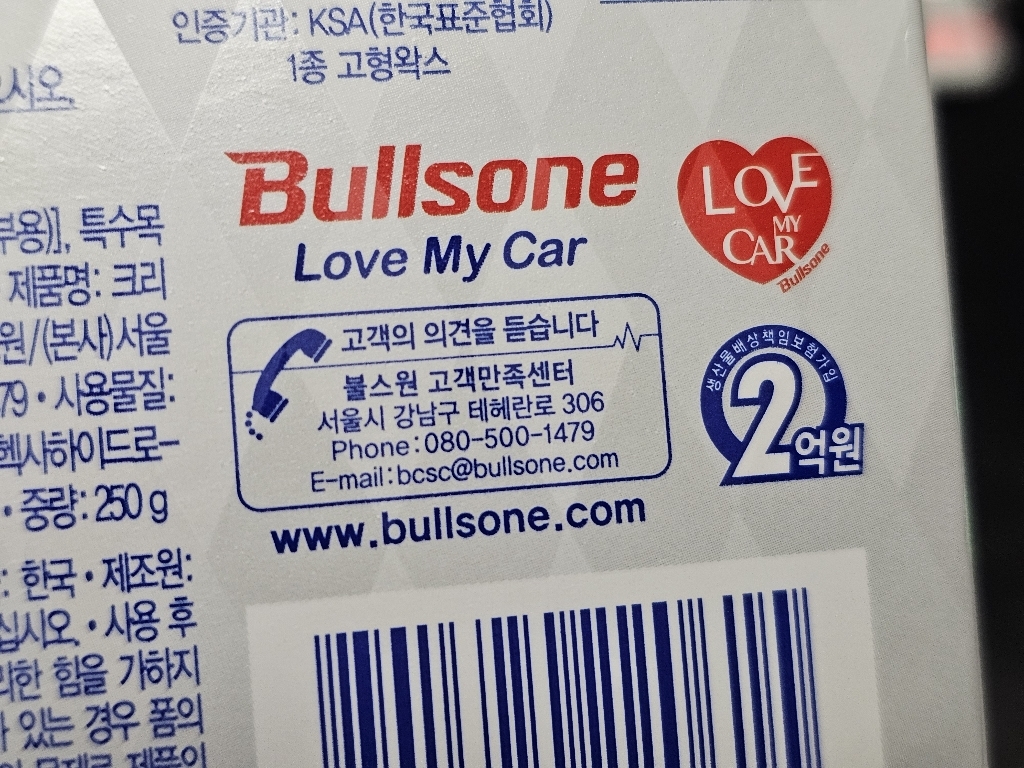 인증기관: KSA(한국표준협회)
1종 고형왁스
오.
특수목
제품명: 크리
원/(본사)서울
79 • 사용물질:
헥사하이드로-
• 중량: 250 g
: 한국 • 제조원:
십시오. • 사용 후
한 힘을 가하지
있는 경우 폼의
Bullsone
Love My Car
LOVE
MY
CAR
Bullsone
고객의 의견을 듣습니다
불스원 고객만족센터
서울시 강남구 테헤란로 306
Phone:080-500-1479
E-mail:bcsc@bullsone.com
생산물배상책임보험가입
2억원
www.bullsone.com